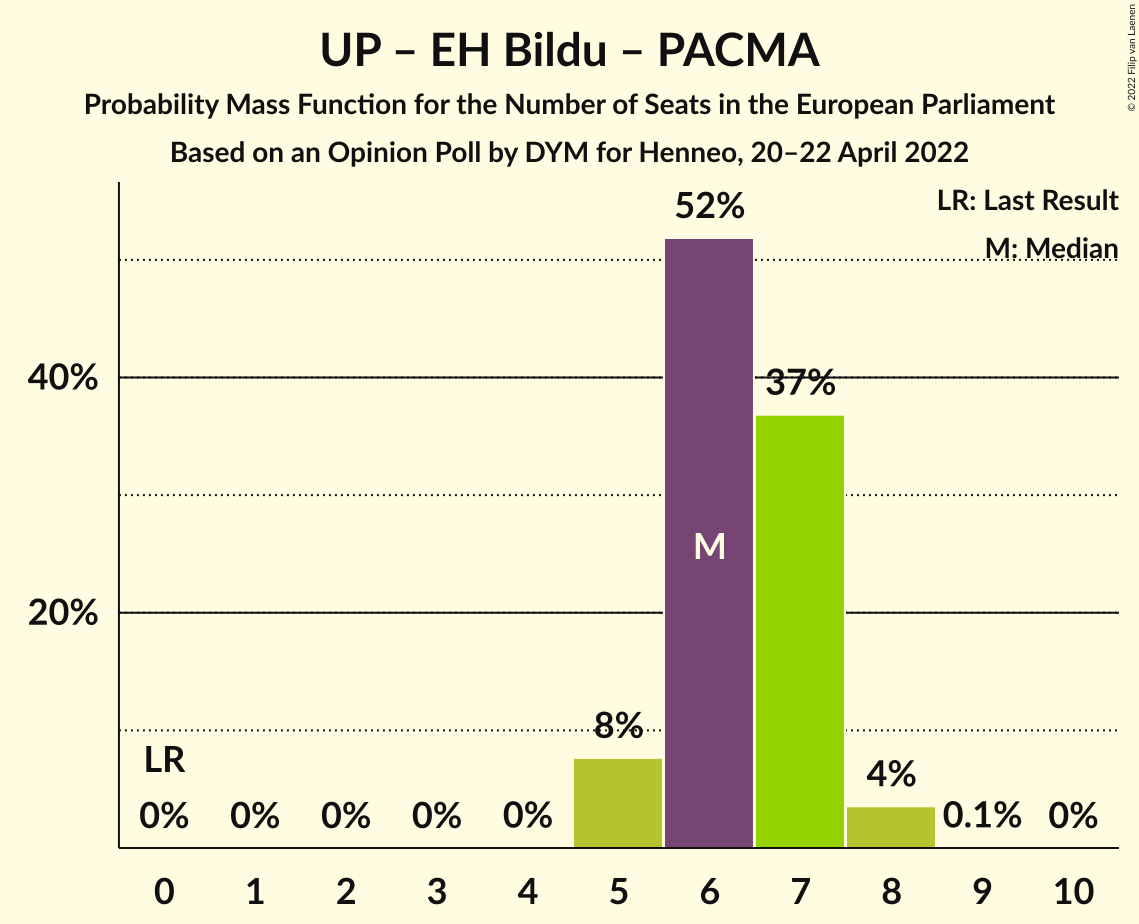 UP – EH Bildu – PACMA
Probability Mass Function for the Number of Seats in the European Parliament
Based on an Opinion Poll by DYM for Henneo, 20–22 April 2022
© 2022 Filip van Laenen
LR: Last Result
M: Median
52%
40%
37%
M
20%
8%
LR
4%
0% 0% 0% 0% 0% 0.1% 0%
0 1 2 3 4 5 6 7 8 9 10